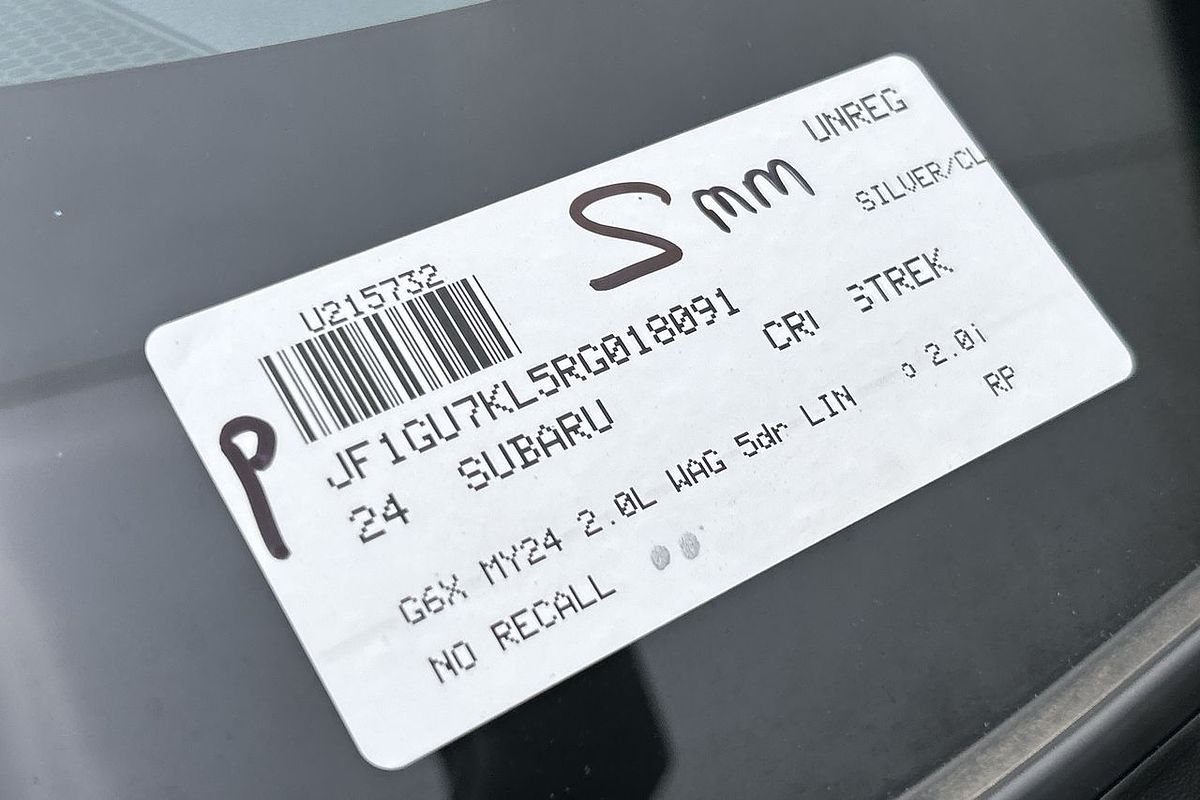 UNREG
2mm
SILVER/CL
U215732
JF1GU7KL5RG018091
P
24 SUBARU CRI STREK
G6X MY24 2.0L WAG 5dr LIN o 2.0i
NO RECALL RP